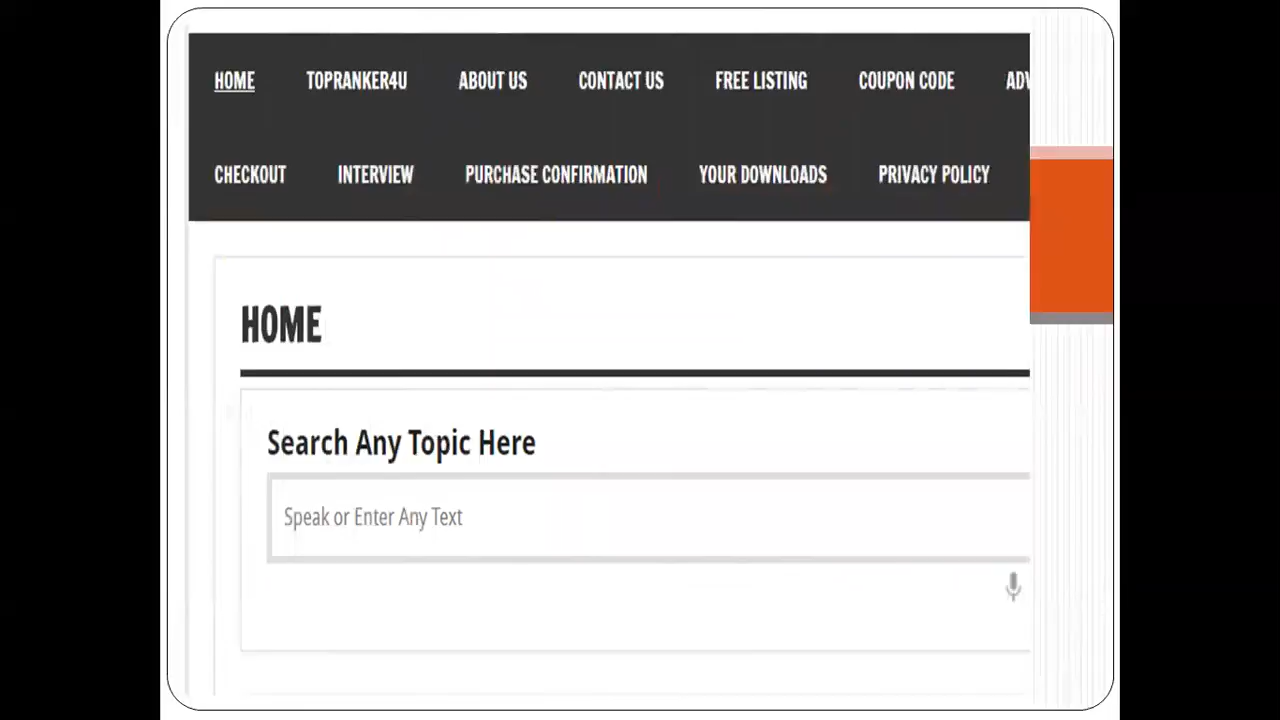 HOME TOPRANKER4U ABOUT US CONTACT US FREE LISTING COUPON CODE ADV
CHECKOUT INTERVIEW PURCHASE CONFIRMATION YOUR DOWNLOADS PRIVACY POLICY
HOME
Search Any Topic Here
Speak or Enter Any Text